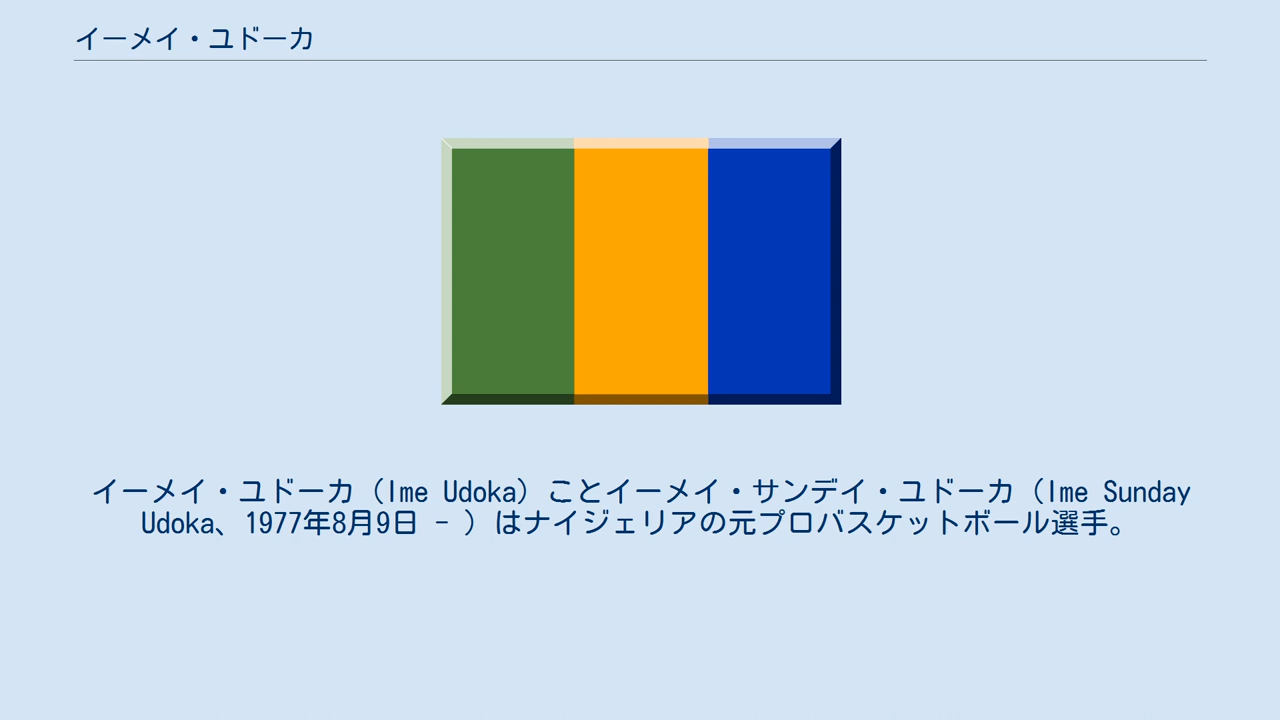 イーメイ・ユドーカ
イーメイ・ユドーカ（Ime Udoka）ことイーメイ・サンデイ・ユドーカ（Ime Sunday
Udoka、1977年8月9日 - ）はナイジェリアの元プロバスケットボール選手。